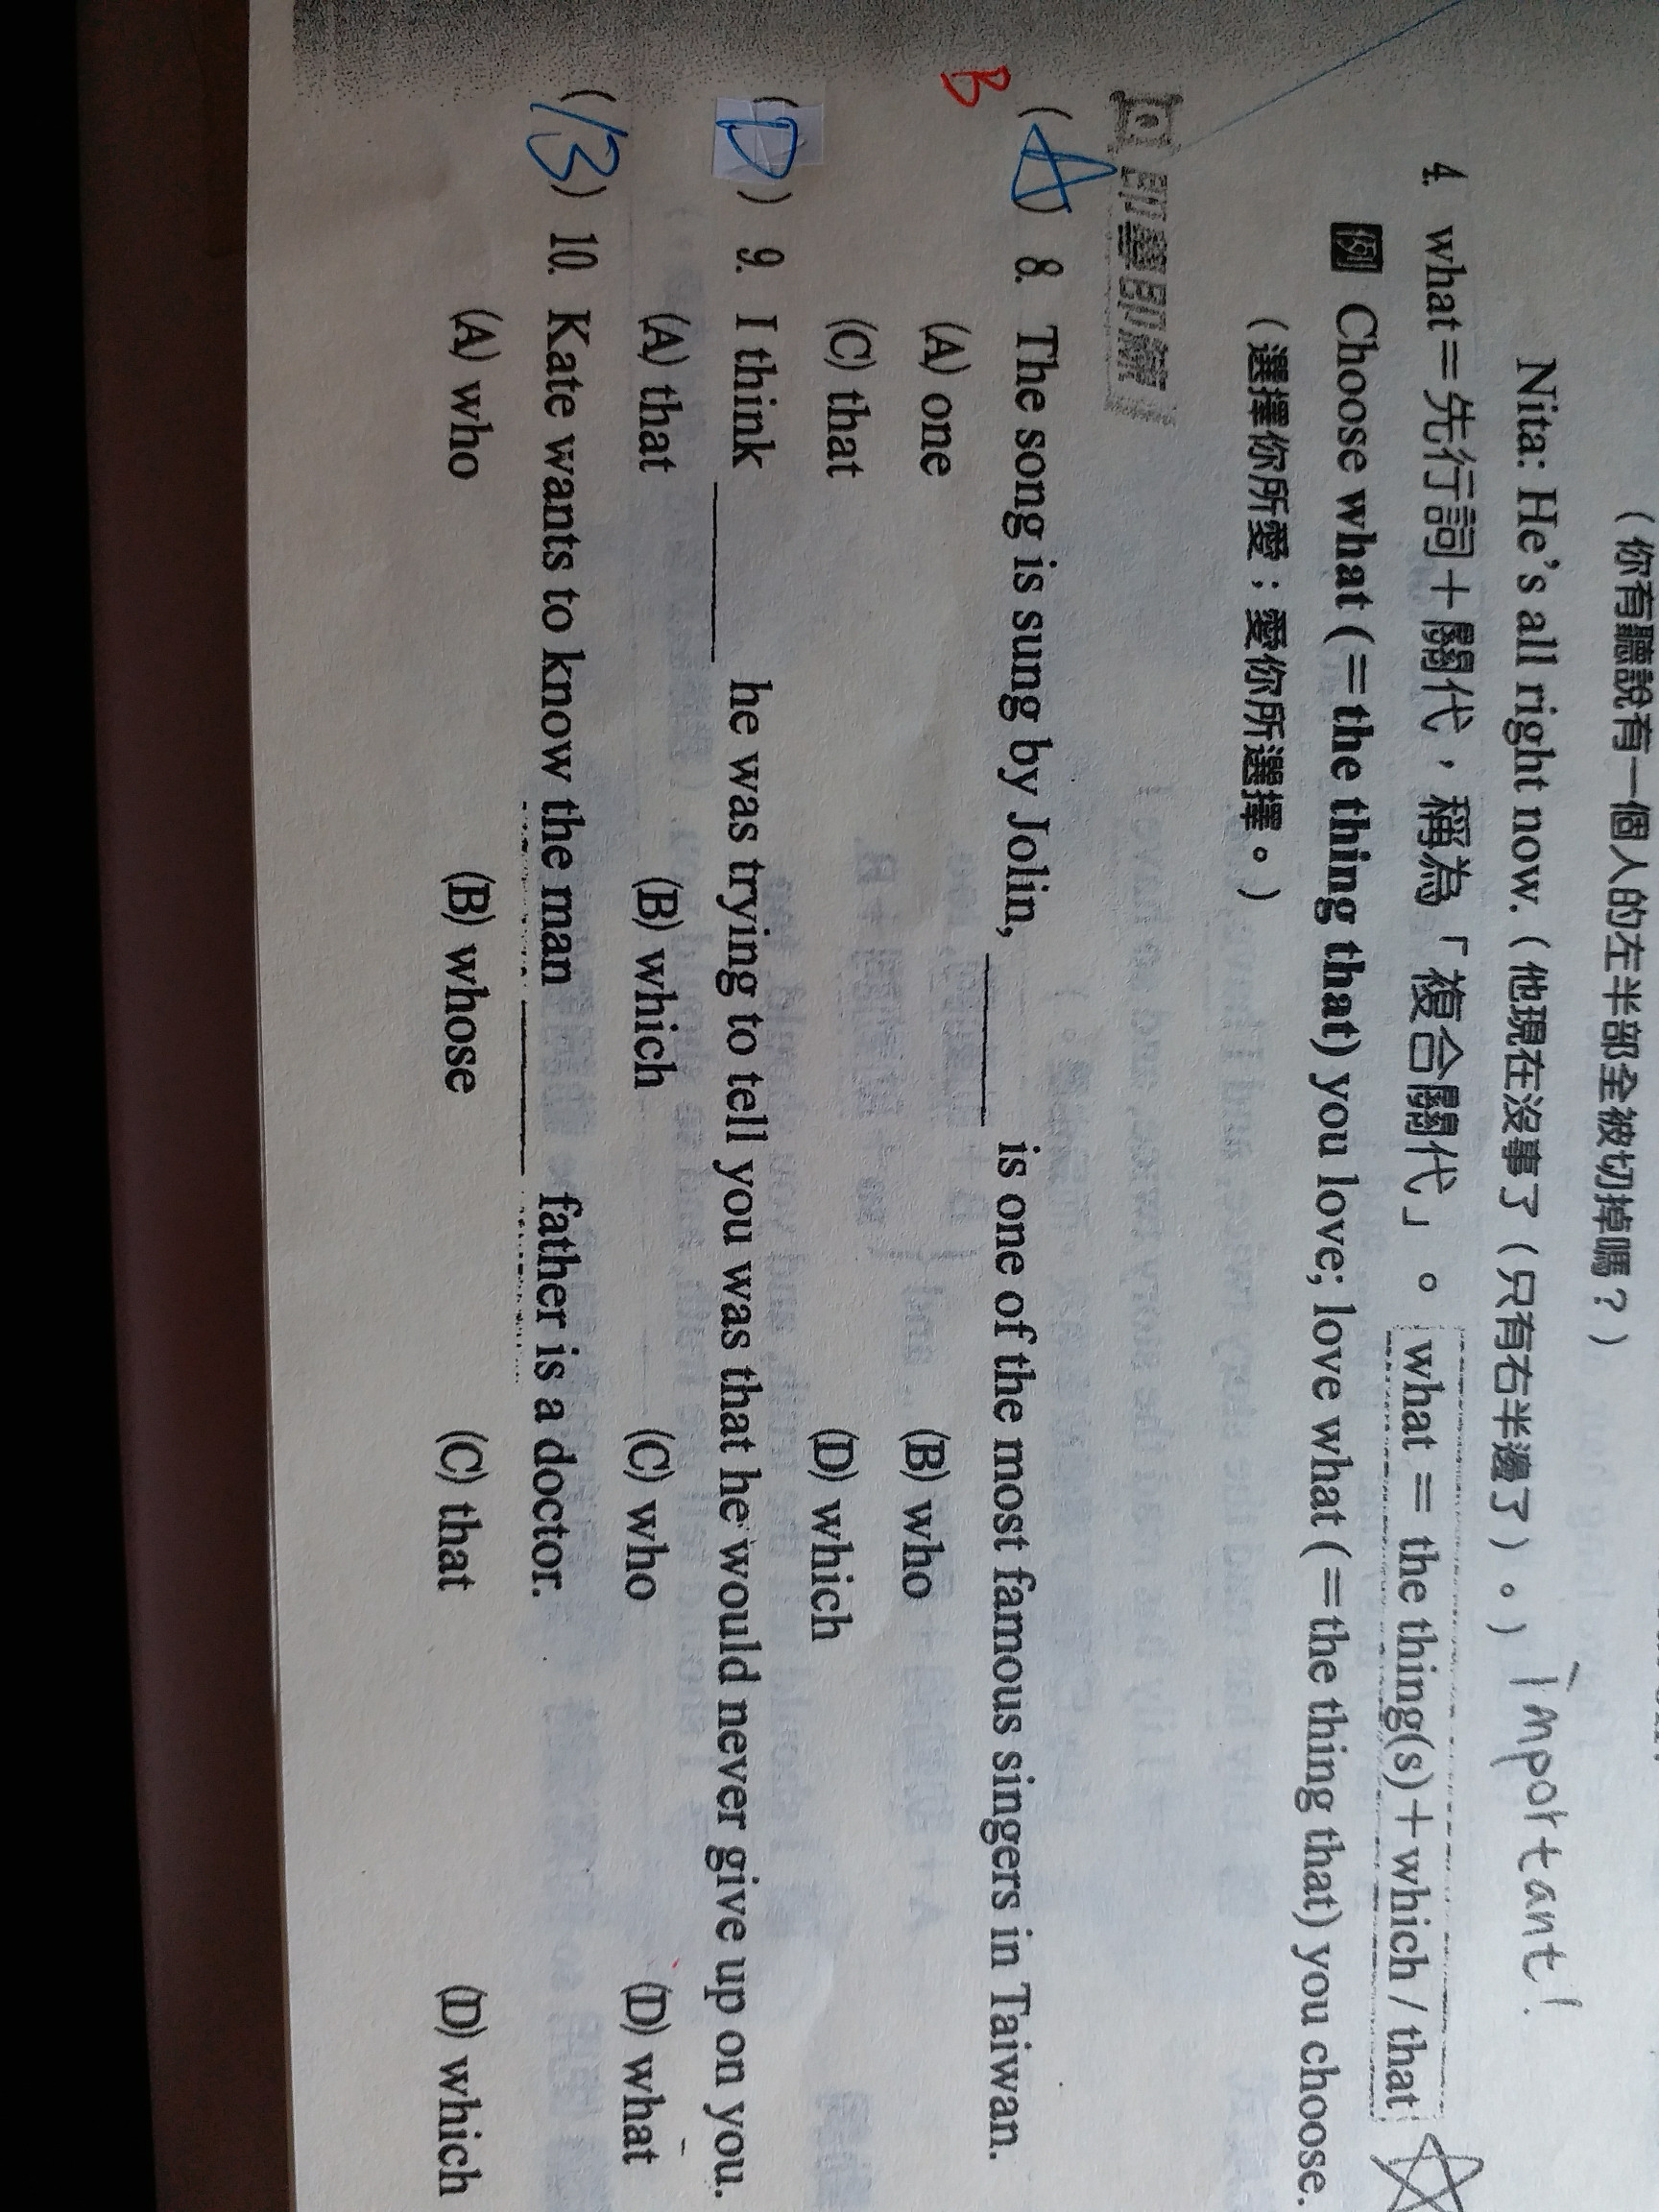 （你有聽說有一個人的左半部全被切掉嗎？）
Nita: He's all right now.（他現在沒事了（只有右半邊了）。） Important!
4. what＝先行詞＋關代，稱為「複合關代」。 what＝the thing(s)＋which / that
例 Choose what (＝the thing that) you love; love what (＝the thing that) you choose.
（選擇你所愛；愛你所選擇。）
即學即練
B
( A ) 8. The song is sung by Jolin, ______ is one of the most famous singers in Taiwan.
(A) one (B) who
(C) that (D) which
( D ) 9. I think ______ he was trying to tell you was that he would never give up on you.
(A) that (B) which (C) who (D) what
( B ) 10. Kate wants to know the man ______ father is a doctor.
(A) who (B) whose (C) that (D) which